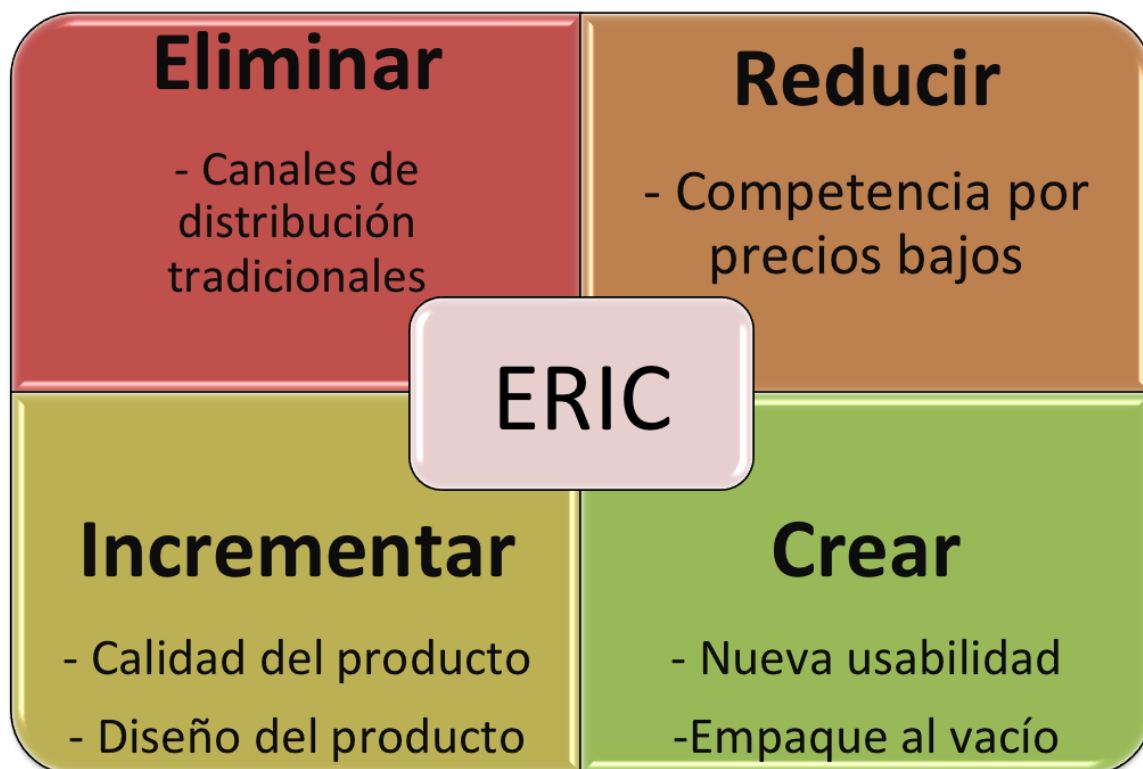 Eliminar
- Canales de
distribución
tradicionales
Reducir
- Competencia por
precios bajos
ERIC
Incrementar
- Calidad del producto
- Diseño del producto
Crear
- Nueva usabilidad
-Empaque al vacío